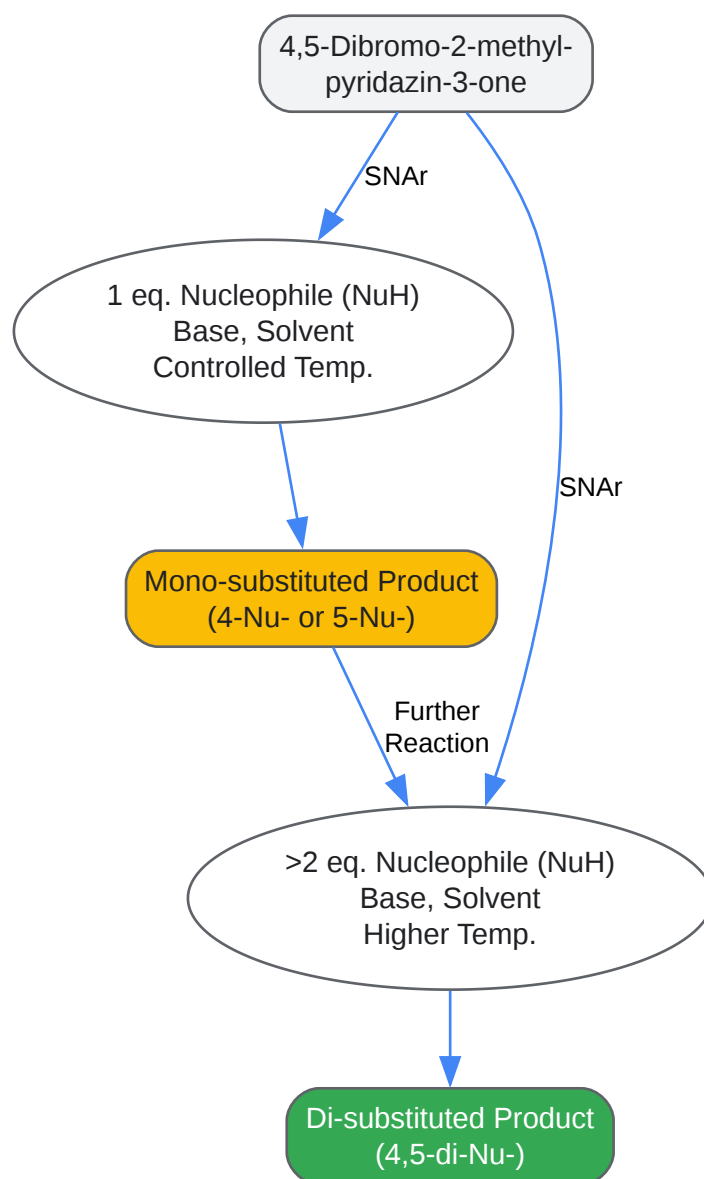 4,5-Dibromo-2-methyl-
pyridazin-3-one
SNAr
1 eq. Nucleophile (NuH)
Base, Solvent
Controlled Temp.
SNAr
Mono-substituted Product
(4-Nu- or 5-Nu-)
Further
Reaction
>2 eq. Nucleophile (NuH)
Base, Solvent
Higher Temp.
Di-substituted Product
(4,5-di-Nu-)